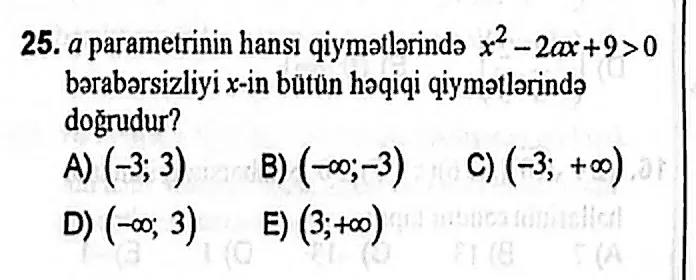 25. a parametrinin hansı qiymətlərində x² – 2ax + 9 > 0
bərabərsizliyi x-in bütün həqiqi qiymətlərində
doğrudur?
A) (–3; 3) B) (–∞;–3) C) (–3; +∞)
D) (–∞; 3) E) (3;+∞)